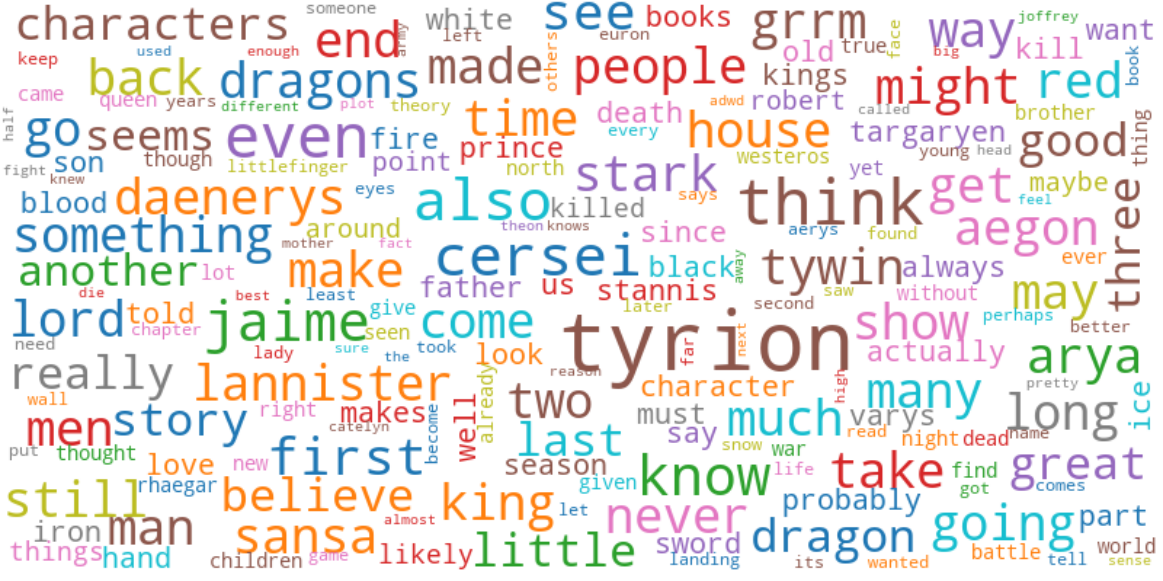 characters someone white see books grrm way joffrey want
end army left euron others old true face big kill
keep used enough made people kings book
back dragons might red
came queen years different plot theory time death adwd robert called brother
half go seems even fire every house targaryen good thing
son though littlefinger point prince north westeros young head
fight knew stark yet get maybe
blood daenerys eyes also killed says think feel three
something around theon knows since aerys found aegon
another lot mother fact cersei black away tywin always ever
make father us stannis may
die best least later second saw without
lord told jaime give come tyrion show perhaps
chapter seen next better
need lady sure the took look far actually arya
really lannister already reason character high many pretty
wall two ice
men story right makes well must much varys long
catelyn become say snow read night dead name
put thought last war
love new first season know life take find great
rhaegar given got comes
still believe king let never probably going part
iron man sansa almost dragon
things hand children game likely little sword landing its battle wanted tell world sense